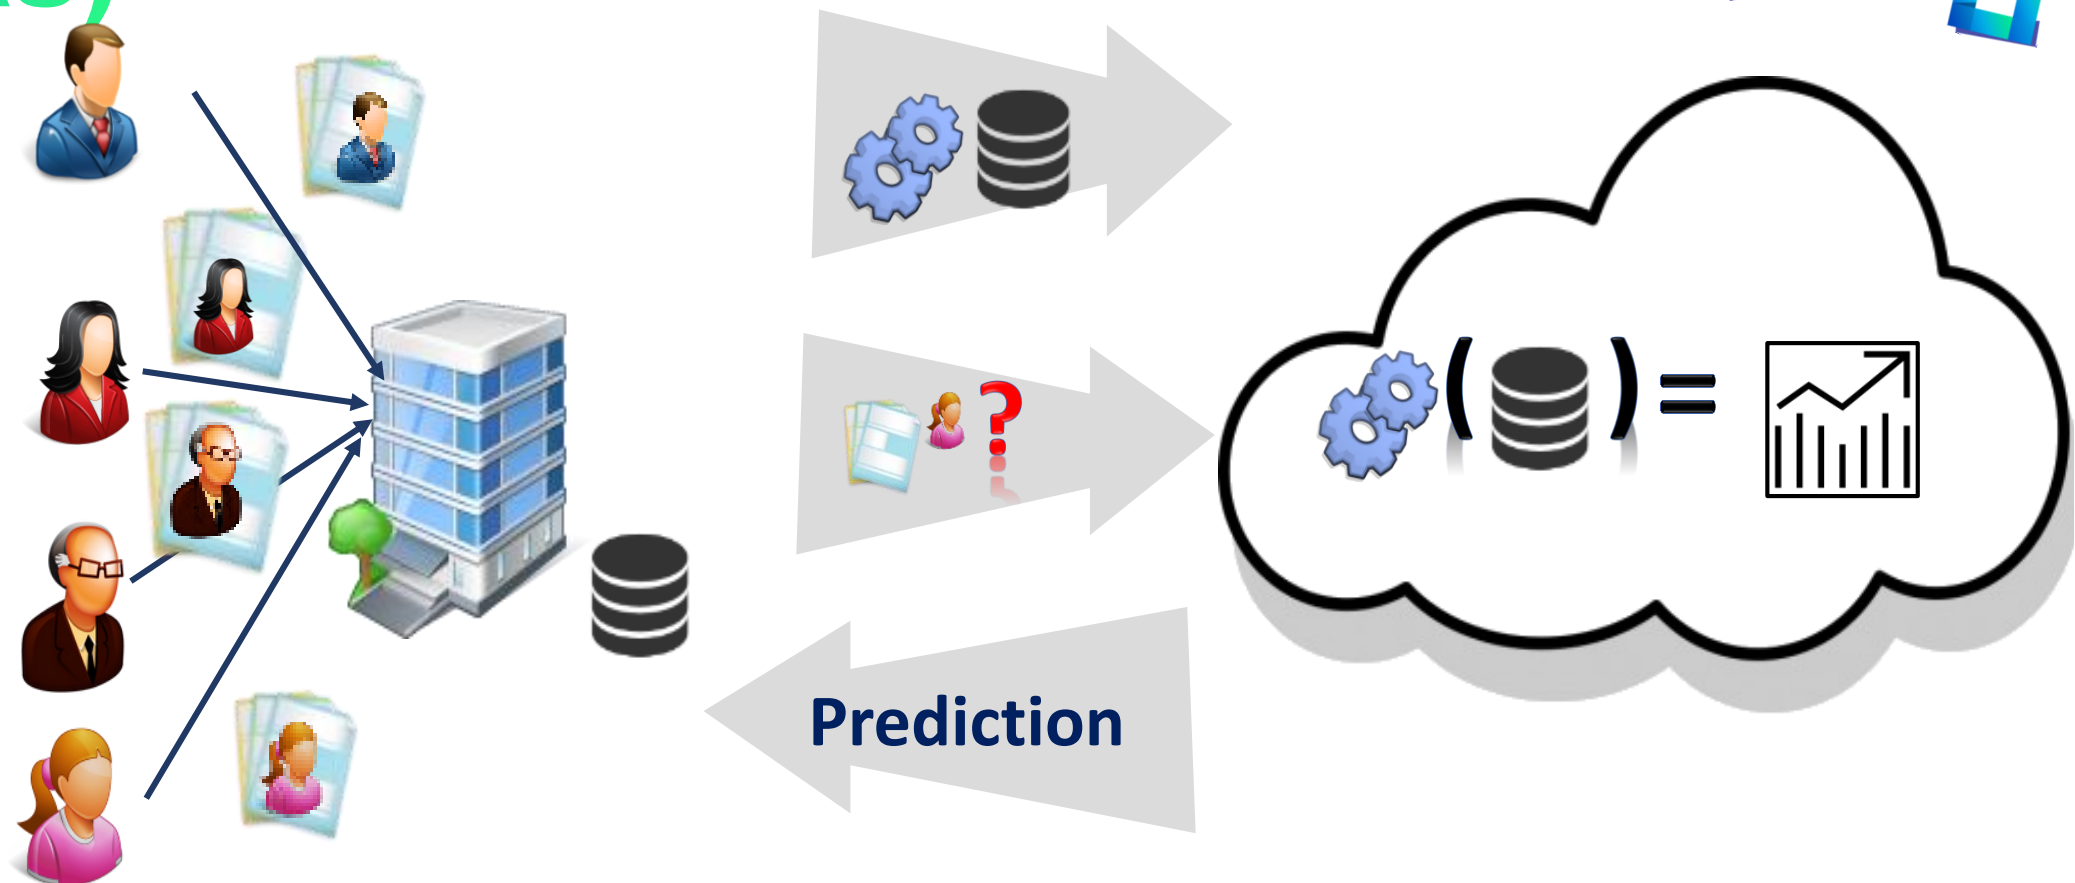 ?
( ) =
Prediction